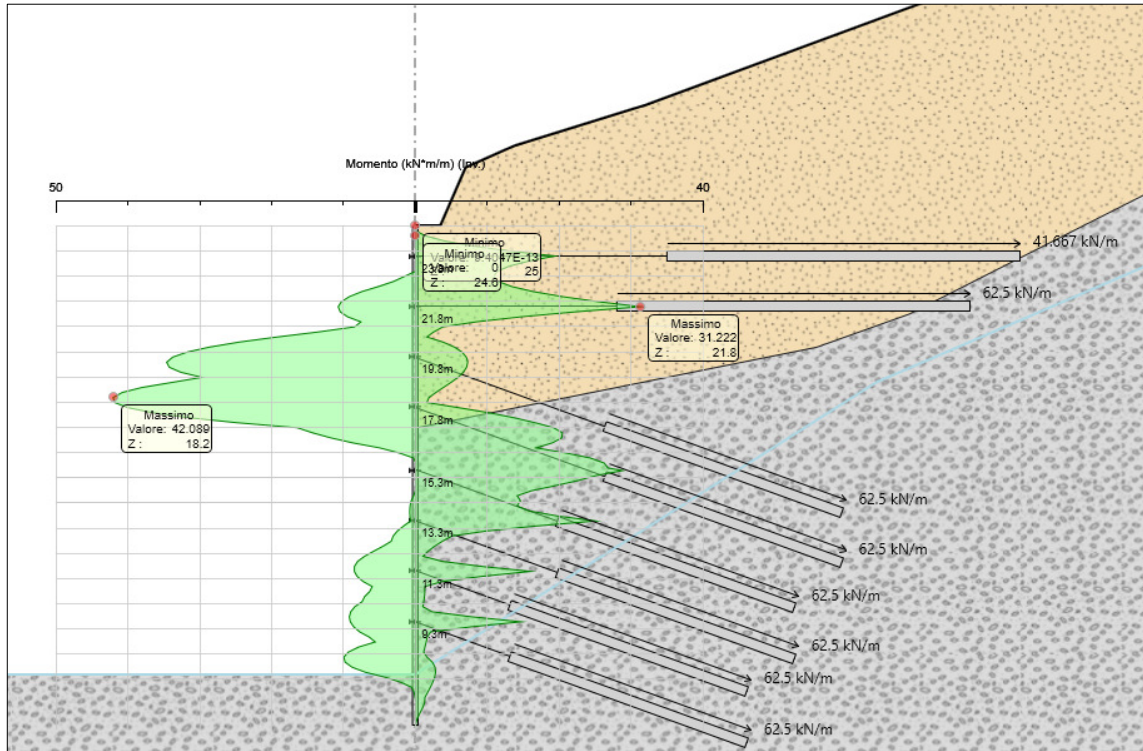 Momento (kN*m/m) (Inv.)
50
40
Minimo
25
Minimo
Valore: 0
Z : 24.6
41.667 kN/m
62.5 kN/m
21.8m
Massimo
Valore: 31.222
Z : 21.8
19.8m
Massimo
Valore: 42.089
Z : 18.2
17.8m
15.3m
62.5 kN/m
13.3m
62.5 kN/m
11.3m
62.5 kN/m
9.3m
62.5 kN/m
62.5 kN/m
62.5 kN/m